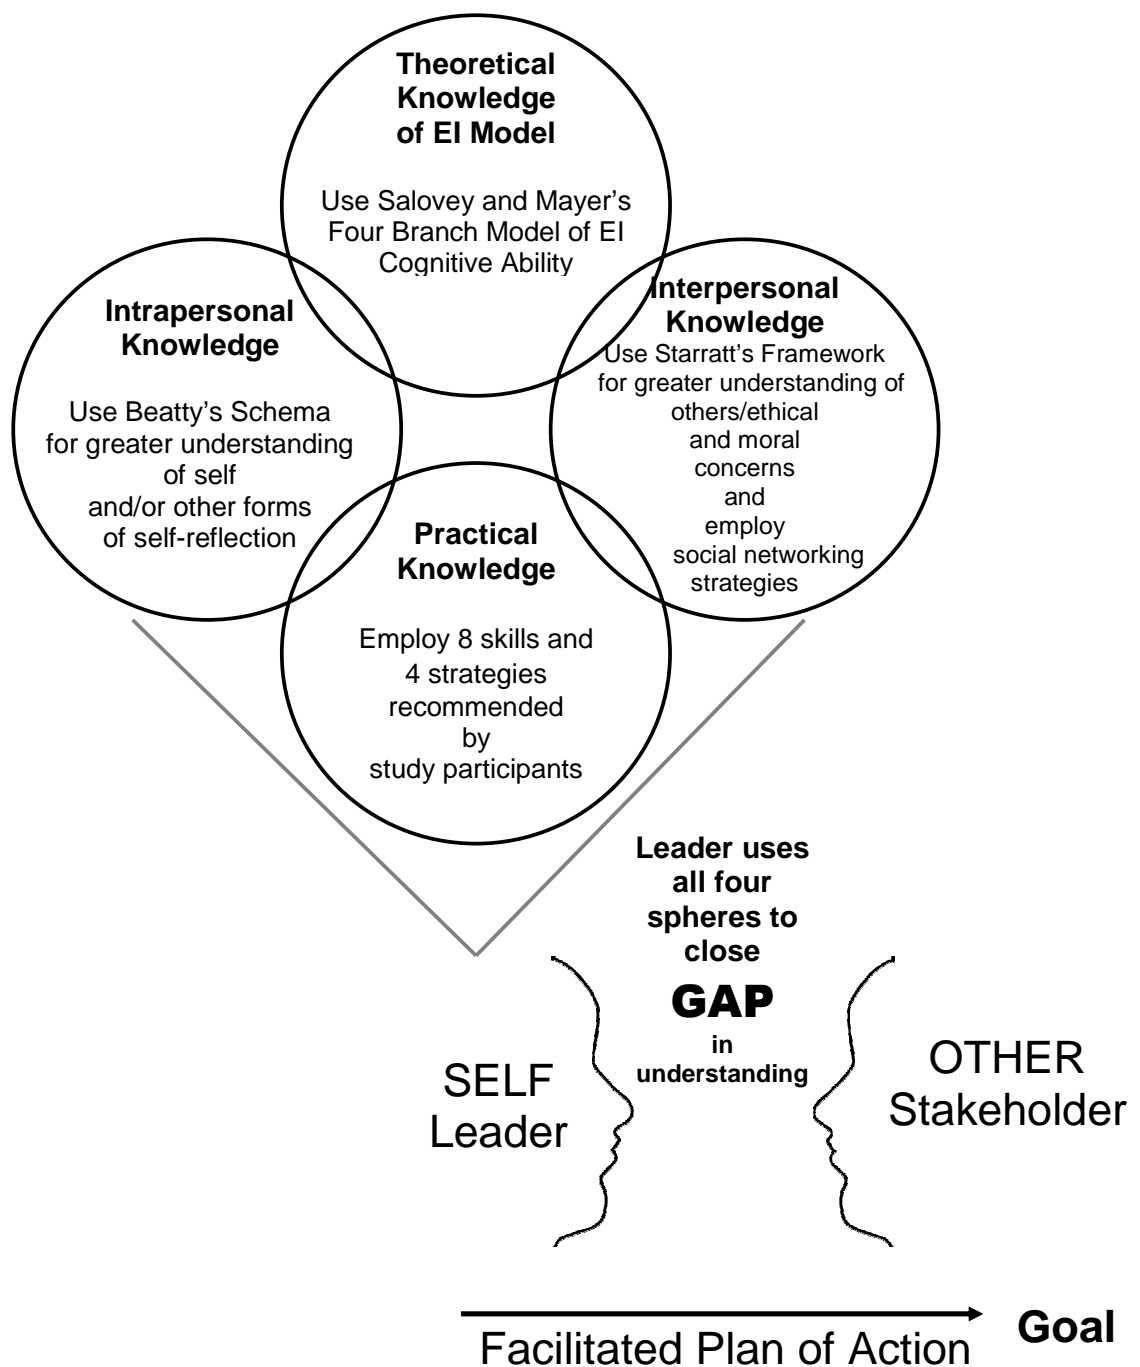 Theoretical
Knowledge
of EI Model
Use Salovey and Mayer’s
Four Branch Model of EI
Cognitive Ability
Intrapersonal
Knowledge
Use Beatty’s Schema
for greater understanding
of self
and/or other forms
of self-reflection
Interpersonal
Knowledge
Use Starratt’s Framework
for greater understanding of
others/ethical
and moral
concerns
and
employ
social networking
strategies
Practical
Knowledge
Employ 8 skills and
4 strategies
recommended
by
study participants
Leader uses
all four
spheres to
close
GAP
in
understanding
SELF
Leader
OTHER
Stakeholder
Facilitated Plan of Action
Goal